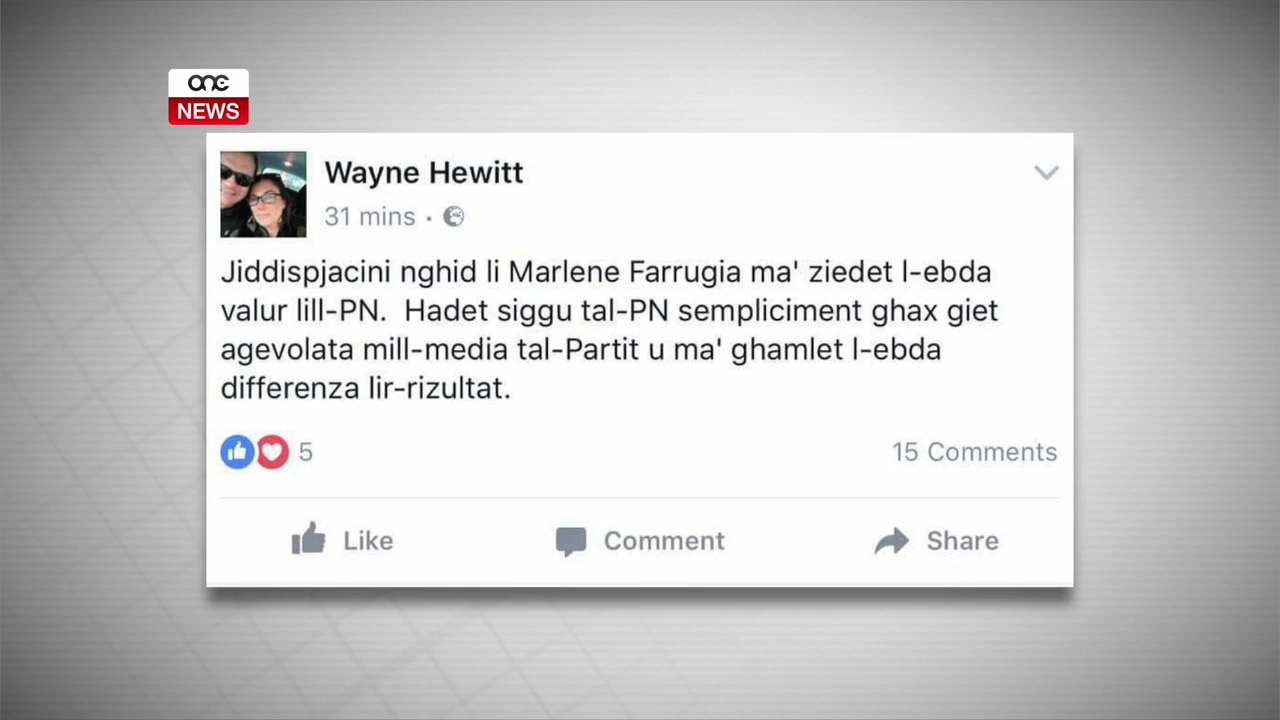 one
NEWS
Wayne Hewitt
31 mins ·
Jiddispjacini nghid li Marlene Farrugia ma' ziedet l-ebda
valur lill-PN.  Hadet siggu tal-PN sempliciment ghax giet
agevolata mill-media tal-Partit u ma' ghamlet l-ebda
differenza lir-rizultat.
5
15 Comments
Like
Comment
Share